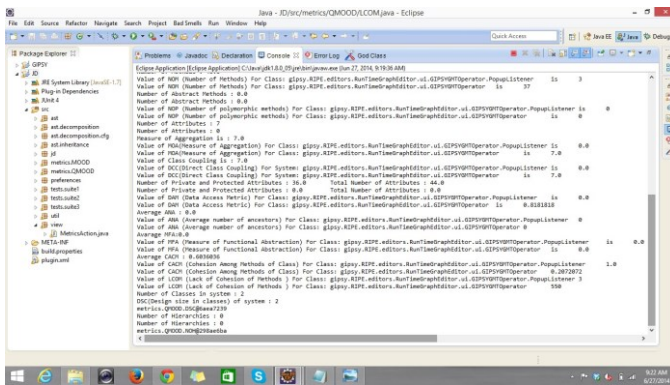 Java - JD/src/metrics/QMOOD/LCOM.java - Eclipse
File Edit Source Refactor Navigate Search Project Bad Smells Run Window Help
Quick Access Java EE Java Debug
Package Explorer
Problems Javadoc Declaration Console Error Log God Class
Eclipse Application [Eclipse Application] C:\Java\jdk1.8.0_05\jre\bin\javaw.exe (Jun 27, 2014, 9:19:36 AM)
GIPSY
JD
JRE System Library [JavaSE-1.7]
Plug-in Dependencies
JUnit 4
src
ast
ast.decomposition
ast.decomposition.cfg
ast.inheritance
jd
metrics.MOOD
metrics.QMOOD
preferences
tests.suite1
tests.suite2
tests.suite3
util
view
MetricsAction.java
META-INF
build.properties
plugin.xml
Value of NOM (Number of Methods) For Class: gipsy.RIPE.editors.RunTimeGraphEditor.ui.GIPSYGMTOperator.PopupListener is 3
Value of NOM (Number of Methods) For Class: gipsy.RIPE.editors.RunTimeGraphEditor.ui.GIPSYGMTOperator is 37
Number of Abstract Methods : 0.0
Number of Abstract Methods : 0.0
Value of NOP (Number of polymorphic methods) For Class: gipsy.RIPE.editors.RunTimeGraphEditor.ui.GIPSYGMTOperator.PopupListener is 0
Value of NOP (Number of polymorphic methods) For Class: gipsy.RIPE.editors.RunTimeGraphEditor.ui.GIPSYGMTOperator is 0
Number of Attributes : 7
Number of Attributes : 0
Measure of Aggregation is : 7.0
Value of MOA(Measure of Aggregation) For Class: gipsy.RIPE.editors.RunTimeGraphEditor.ui.GIPSYGMTOperator.PopupListener is 0.0
Value of MOA(Measure of Aggregation) For Class: gipsy.RIPE.editors.RunTimeGraphEditor.ui.GIPSYGMTOperator is 7.0
Value of Class Coupling is : 7.0
Value of DCC(Direct Class Coupling) For System: gipsy.RIPE.editors.RunTimeGraphEditor.ui.GIPSYGMTOperator.PopupListener is 0.0
Value of DCC(Direct Class Coupling) For System: gipsy.RIPE.editors.RunTimeGraphEditor.ui.GIPSYGMTOperator is 7.0
Number of Private and Protected Attributes : 36.0 Total Number of Attributes : 44.0
Number of Private and Protected Attributes : 0.0 Total Number of Attributes : 0.0
Value of DAM (Data Access Metric) For Class: gipsy.RIPE.editors.RunTimeGraphEditor.ui.GIPSYGMTOperator.PopupListener is 0.0
Value of DAM (Data Access Metric) For Class: gipsy.RIPE.editors.RunTimeGraphEditor.ui.GIPSYGMTOperator is 0.8181818
Average ANA : 0.0
Value of ANA (Average number of ancestors) For Class: gipsy.RIPE.editors.RunTimeGraphEditor.ui.GIPSYGMTOperator.PopupListener 0
Value of ANA (Average number of ancestors) For Class: gipsy.RIPE.editors.RunTimeGraphEditor.ui.GIPSYGMTOperator 0
Avarage MFA:0.0
Value of MFA (Measure of Functional Abstraction) For Class: gipsy.RIPE.editors.RunTimeGraphEditor.ui.GIPSYGMTOperator.PopupListener is 0.0
Value of MFA (Measure of Functional Abstraction) For Class: gipsy.RIPE.editors.RunTimeGraphEditor.ui.GIPSYGMTOperator is 0.0
Average CACM : 0.6036036
Value of CACM (Cohesion Among Methods of Class) For Class: gipsy.RIPE.editors.RunTimeGraphEditor.ui.GIPSYGMTOperator.PopupListener 1.0
Value of CACM (Cohesion Among Methods of Class) For Class: gipsy.RIPE.editors.RunTimeGraphEditor.ui.GIPSYGMTOperator 0.2072072
Value of LCOM (Lack of Cohesion of Methods ) For Class: gipsy.RIPE.editors.RunTimeGraphEditor.ui.GIPSYGMTOperator.PopupListener 3
Value of LCOM (Lack of Cohesion of Methods ) For Class: gipsy.RIPE.editors.RunTimeGraphEditor.ui.GIPSYGMTOperator 550
Number of Classes in system : 2
DSC(Design size in classes) of system : 2
metrics.QMOOD.DSC@6aea7239
Number of Hierarchies : 0
Number of Hierarchies : 0
metrics.QMOOD.NOH@298ae6ba
9:23 AM
6/27/2014